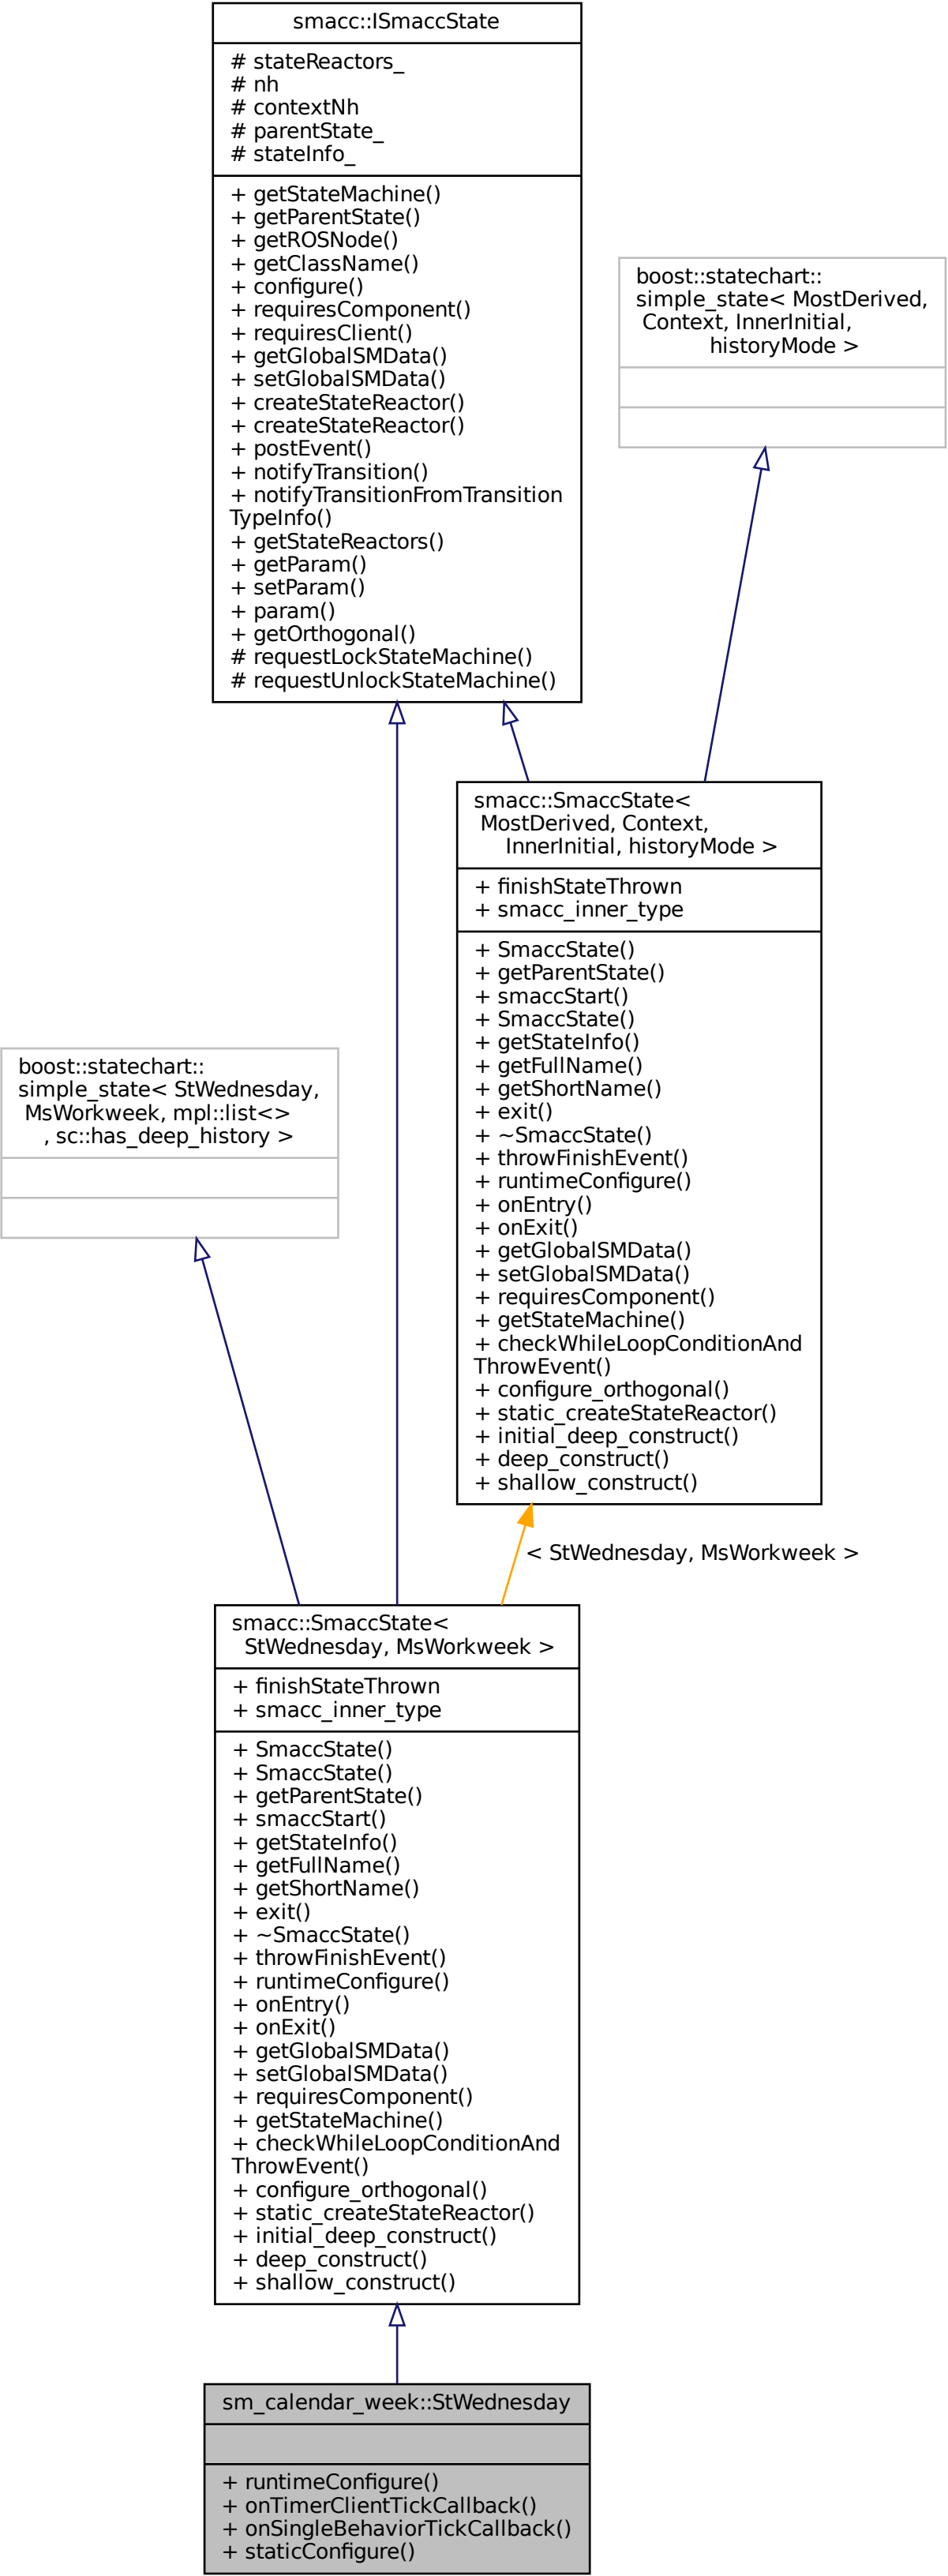 smacc::ISmaccState
# stateReactors_
# nh
# contextNh
# parentState_
# stateInfo_
+ getStateMachine()
+ getParentState()
+ getROSNode()
+ getClassName()
+ configure()
+ requiresComponent()
+ requiresClient()
+ getGlobalSMData()
+ setGlobalSMData()
+ createStateReactor()
+ createStateReactor()
+ postEvent()
+ notifyTransition()
+ notifyTransitionFromTransition
TypeInfo()
+ getStateReactors()
+ getParam()
+ setParam()
+ param()
+ getOrthogonal()
# requestLockStateMachine()
# requestUnlockStateMachine()
boost::statechart::
simple_state< MostDerived,
Context, InnerInitial,
historyMode >
smacc::SmaccState<
MostDerived, Context,
InnerInitial, historyMode >
+ finishStateThrown
+ smacc_inner_type
+ SmaccState()
+ getParentState()
+ smaccStart()
+ SmaccState()
+ getStateInfo()
+ getFullName()
+ getShortName()
+ exit()
+ ~SmaccState()
+ throwFinishEvent()
+ runtimeConfigure()
+ onEntry()
+ onExit()
+ getGlobalSMData()
+ setGlobalSMData()
+ requiresComponent()
+ getStateMachine()
+ checkWhileLoopConditionAnd
ThrowEvent()
+ configure_orthogonal()
+ static_createStateReactor()
+ initial_deep_construct()
+ deep_construct()
+ shallow_construct()
boost::statechart::
simple_state< StWednesday,
MsWorkweek, mpl::list<>
, sc::has_deep_history >
< StWednesday, MsWorkweek >
smacc::SmaccState<
StWednesday, MsWorkweek >
+ finishStateThrown
+ smacc_inner_type
+ SmaccState()
+ SmaccState()
+ getParentState()
+ smaccStart()
+ getStateInfo()
+ getFullName()
+ getShortName()
+ exit()
+ ~SmaccState()
+ throwFinishEvent()
+ runtimeConfigure()
+ onEntry()
+ onExit()
+ getGlobalSMData()
+ setGlobalSMData()
+ requiresComponent()
+ getStateMachine()
+ checkWhileLoopConditionAnd
ThrowEvent()
+ configure_orthogonal()
+ static_createStateReactor()
+ initial_deep_construct()
+ deep_construct()
+ shallow_construct()
sm_calendar_week::StWednesday
+ runtimeConfigure()
+ onTimerClientTickCallback()
+ onSingleBehaviorTickCallback()
+ staticConfigure()